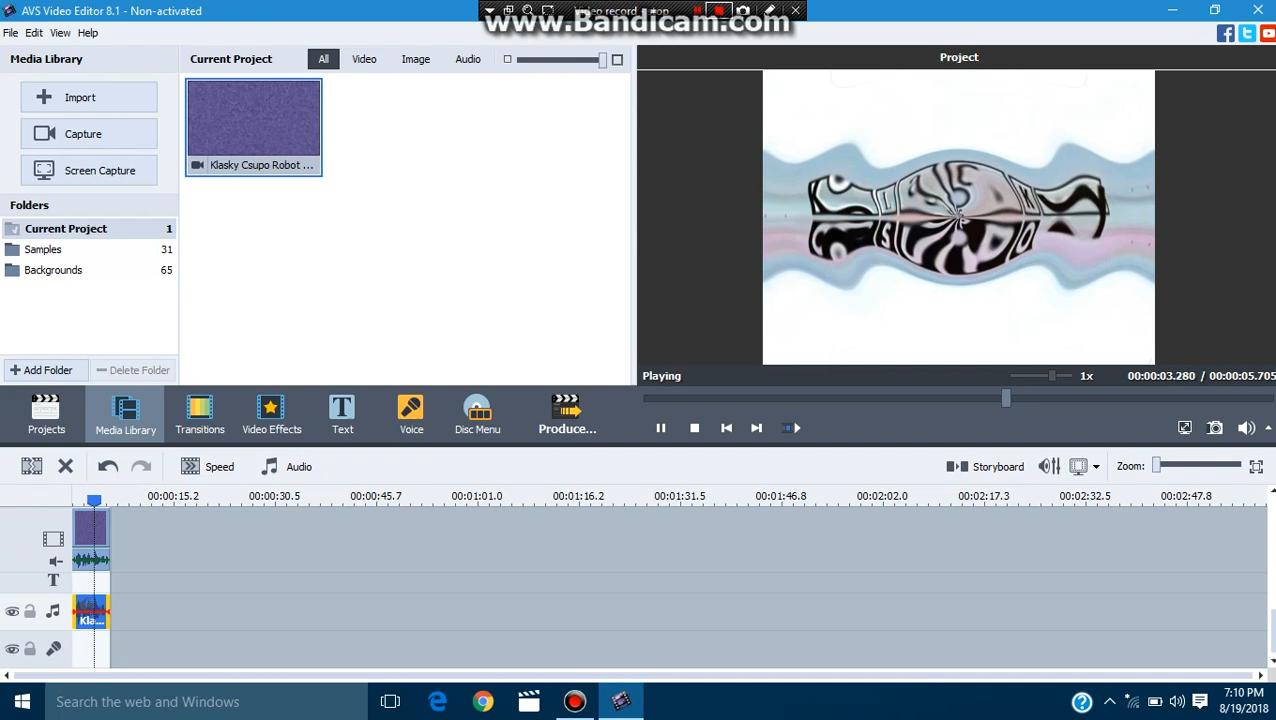 AVS Video Editor 8.1 - Non-activated
www.Bandicam.com
File Edit View Help
Media Library
Import
Capture
Screen Capture
Folders
Current Project 1
Samples 31
Backgrounds 65
Add Folder
Delete Folder
Current Project All Video Image Audio
Klasky Csupo Robot ...
Project
Playing 1x 00:00:03.280 / 00:00:05.705
Projects
Media Library
Transitions
Video Effects
Text
Voice
Disc Menu
Produce...
Speed Audio Storyboard Zoom:
00:00:15.2 00:00:30.5 00:00:45.7 00:01:01.0 00:01:16.2 00:01:31.5 00:01:46.8 00:02:02.0 00:02:17.3 00:02:32.5 00:02:47.8
T
Kla...
Search the web and Windows
7:10 PM
8/19/2018